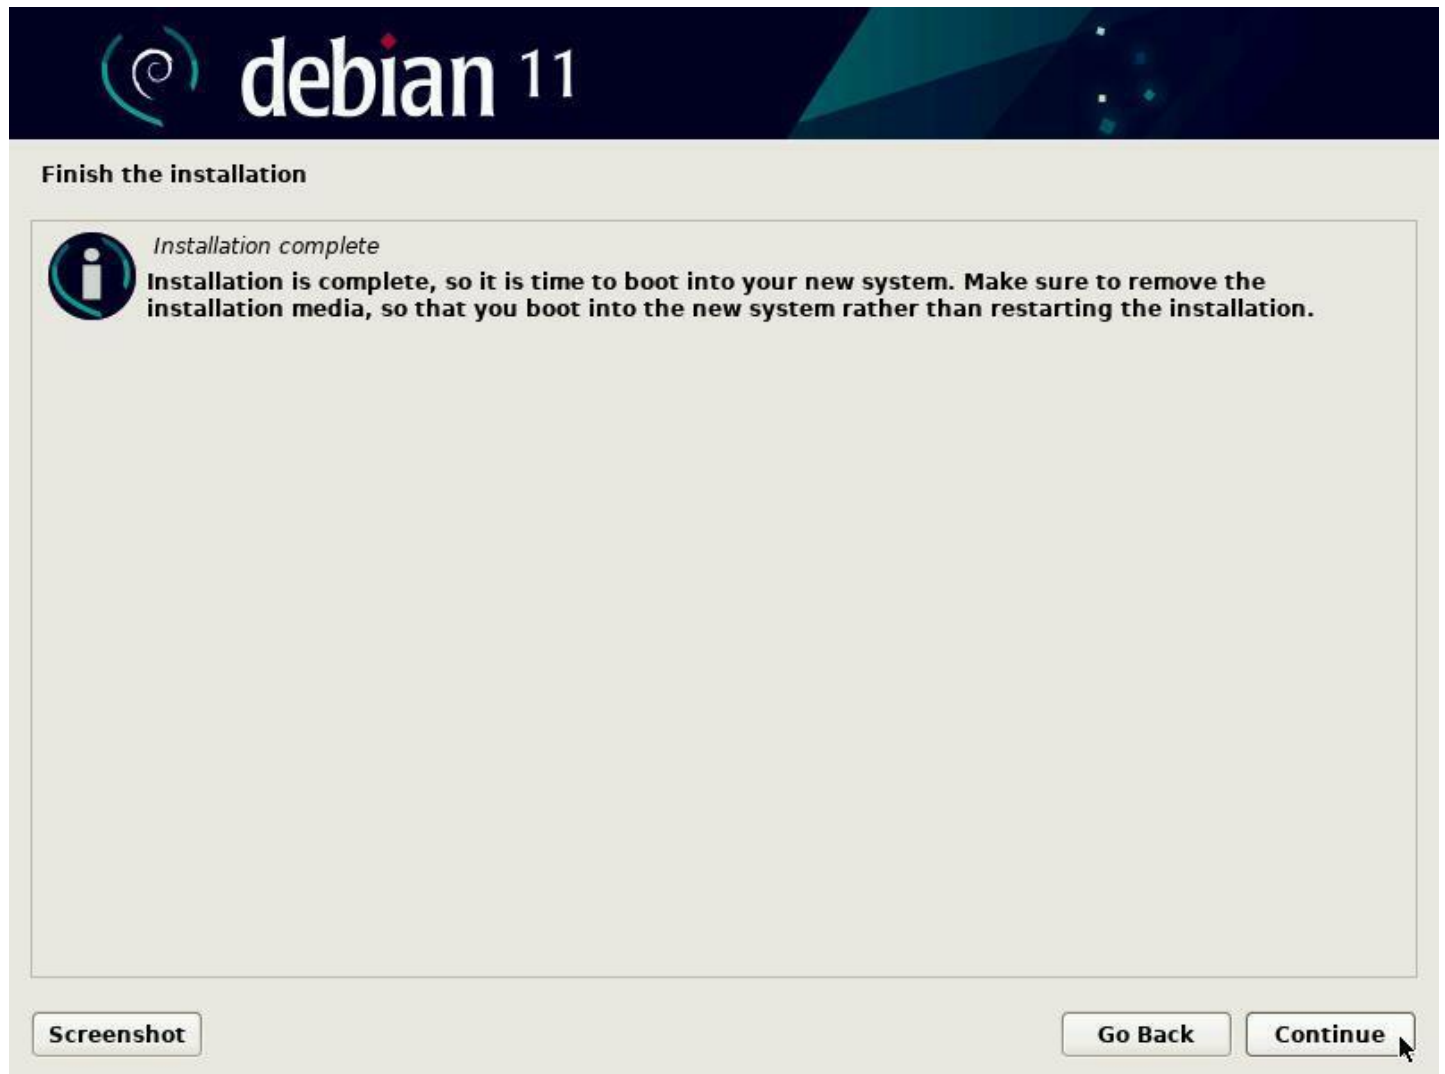 debian 11
Finish the installation
Installation complete
Installation is complete, so it is time to boot into your new system. Make sure to remove the
installation media, so that you boot into the new system rather than restarting the installation.
Screenshot
Go Back
Continue